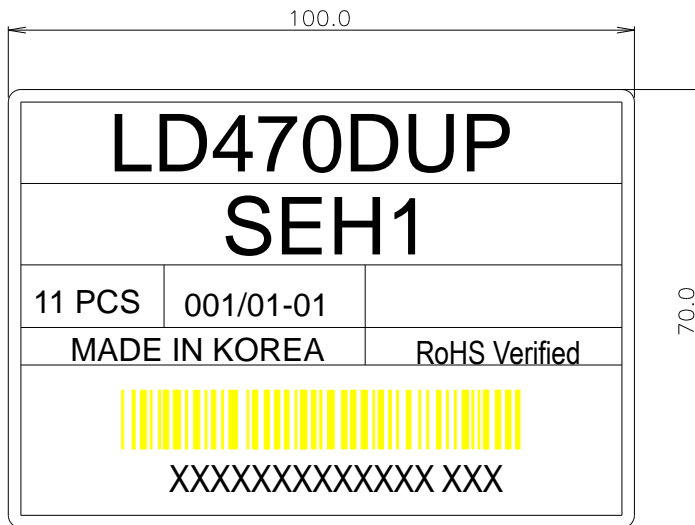 100.0
LD470DUP
SEH1
11 PCS 001/01-01
70.0
MADE IN KOREA RoHS Verified
XXXXXXXXXXXXX XXX